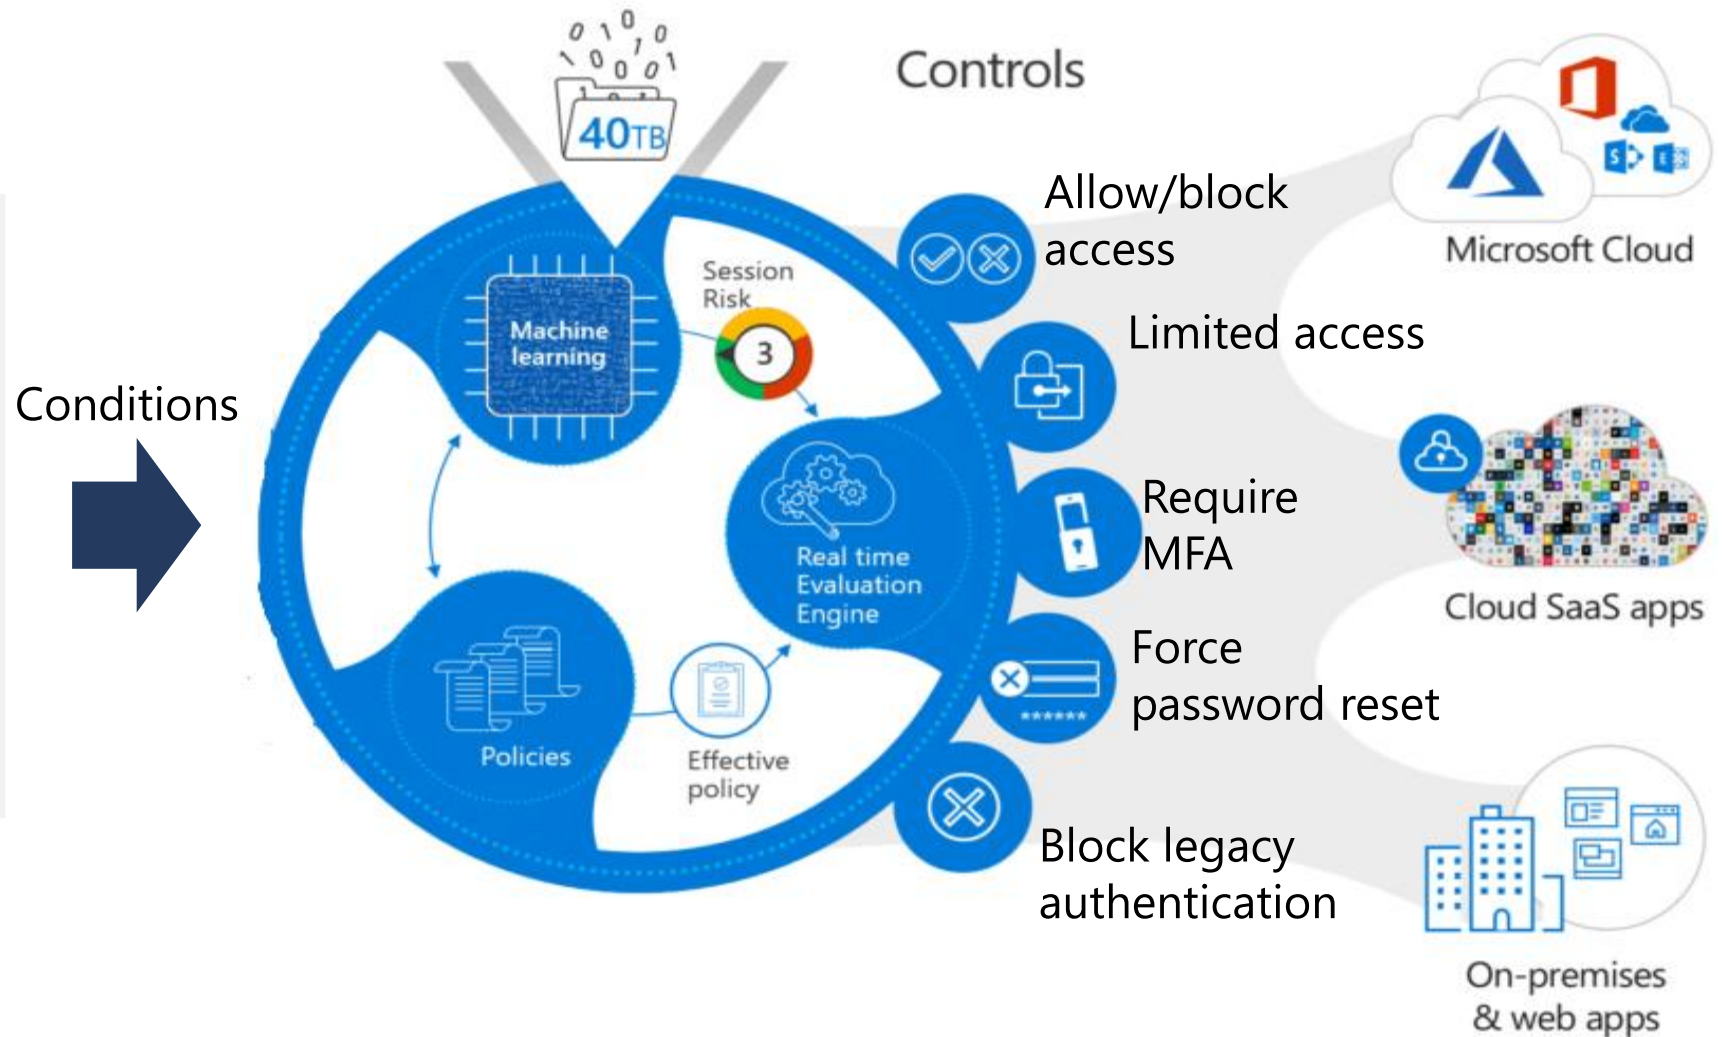 Conditions
0 1 0 0
1 0 1 0 1
0 0
1 0 1
40TB
Machine
learning
Session
Risk
3
Real time
Evaluation
Engine
Policies
Effective
policy
Controls
Allow/block
access
Limited access
Require
MFA
Force
password reset
******
Block legacy
authentication
Microsoft Cloud
S
E
Cloud SaaS apps
On-premises
& web apps